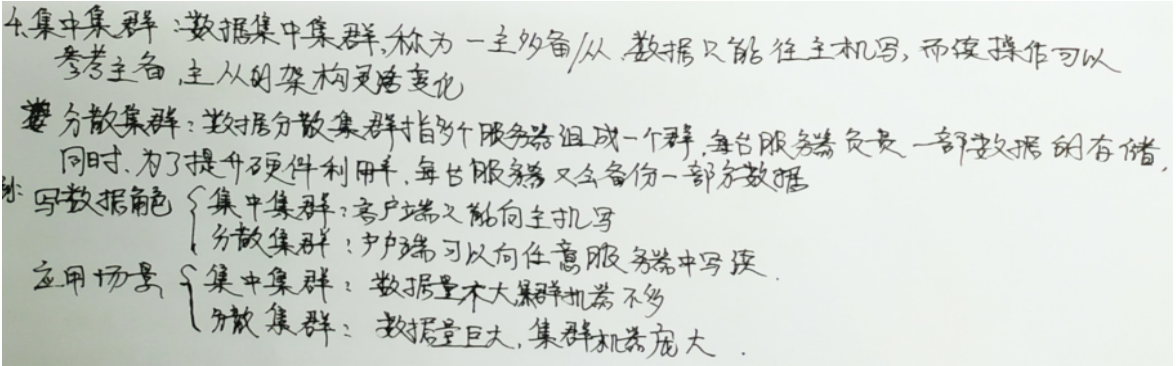 4.集中集群:数据集中集群,称为一主多备/从,数据只能往主机写,而读操作可以
参考主备,主从的架构灵活变化
分散集群:数据分散集群指多个服务器组成一个群,每台服务器负责一部数据的存储,
同时,为了提升硬件利用率,每台服务器又会备份一部分数据
写数据角色 集中集群:客户端只能向主机写
分散集群:户端可以向任意服务器中写读.
应用场景 集中集群:数据量不大,集群机器不多
分散集群:数据量巨大,集群机器庞大.